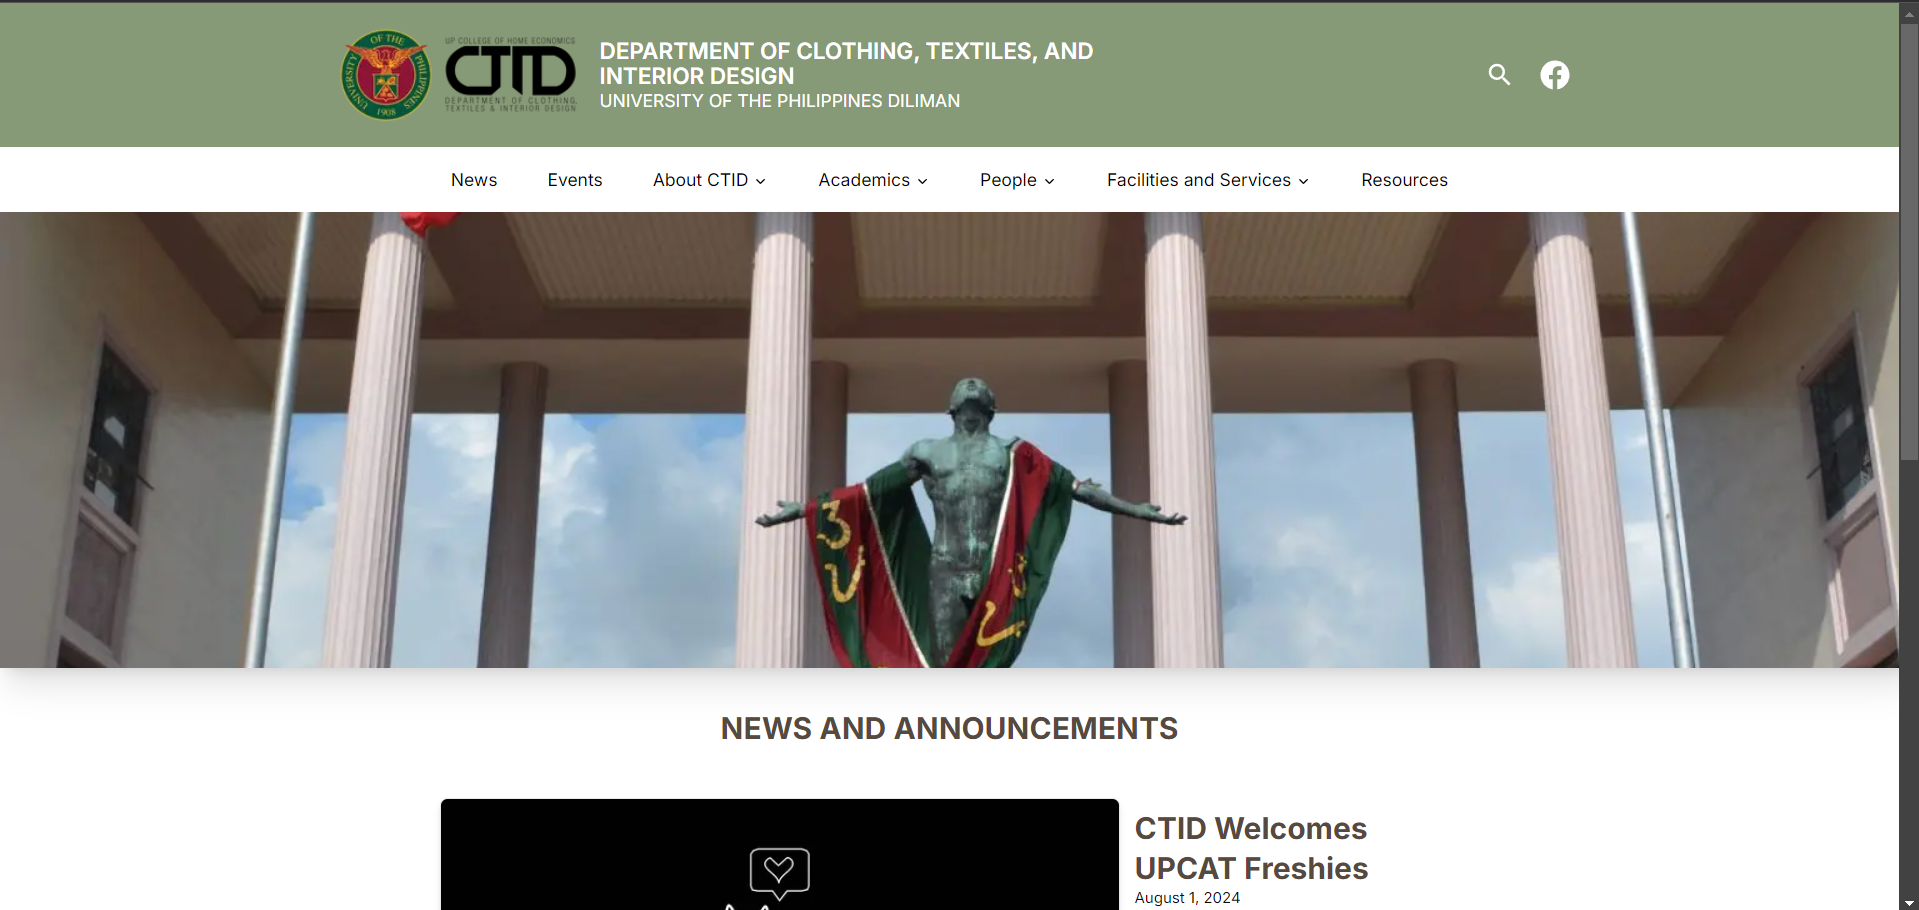 OF THE
UNIVERSITY
PHILIPPINES
1908
UP COLLEGE OF HOME ECONOMICS
CTID
DEPARTMENT OF CLOTHING,
TEXTILES & INTERIOR DESIGN
DEPARTMENT OF CLOTHING, TEXTILES, AND
INTERIOR DESIGN
UNIVERSITY OF THE PHILIPPINES DILIMAN
News
Events
About CTID
Academics
People
Facilities and Services
Resources
NEWS AND ANNOUNCEMENTS
CTID Welcomes
UPCAT Freshies
August 1, 2024